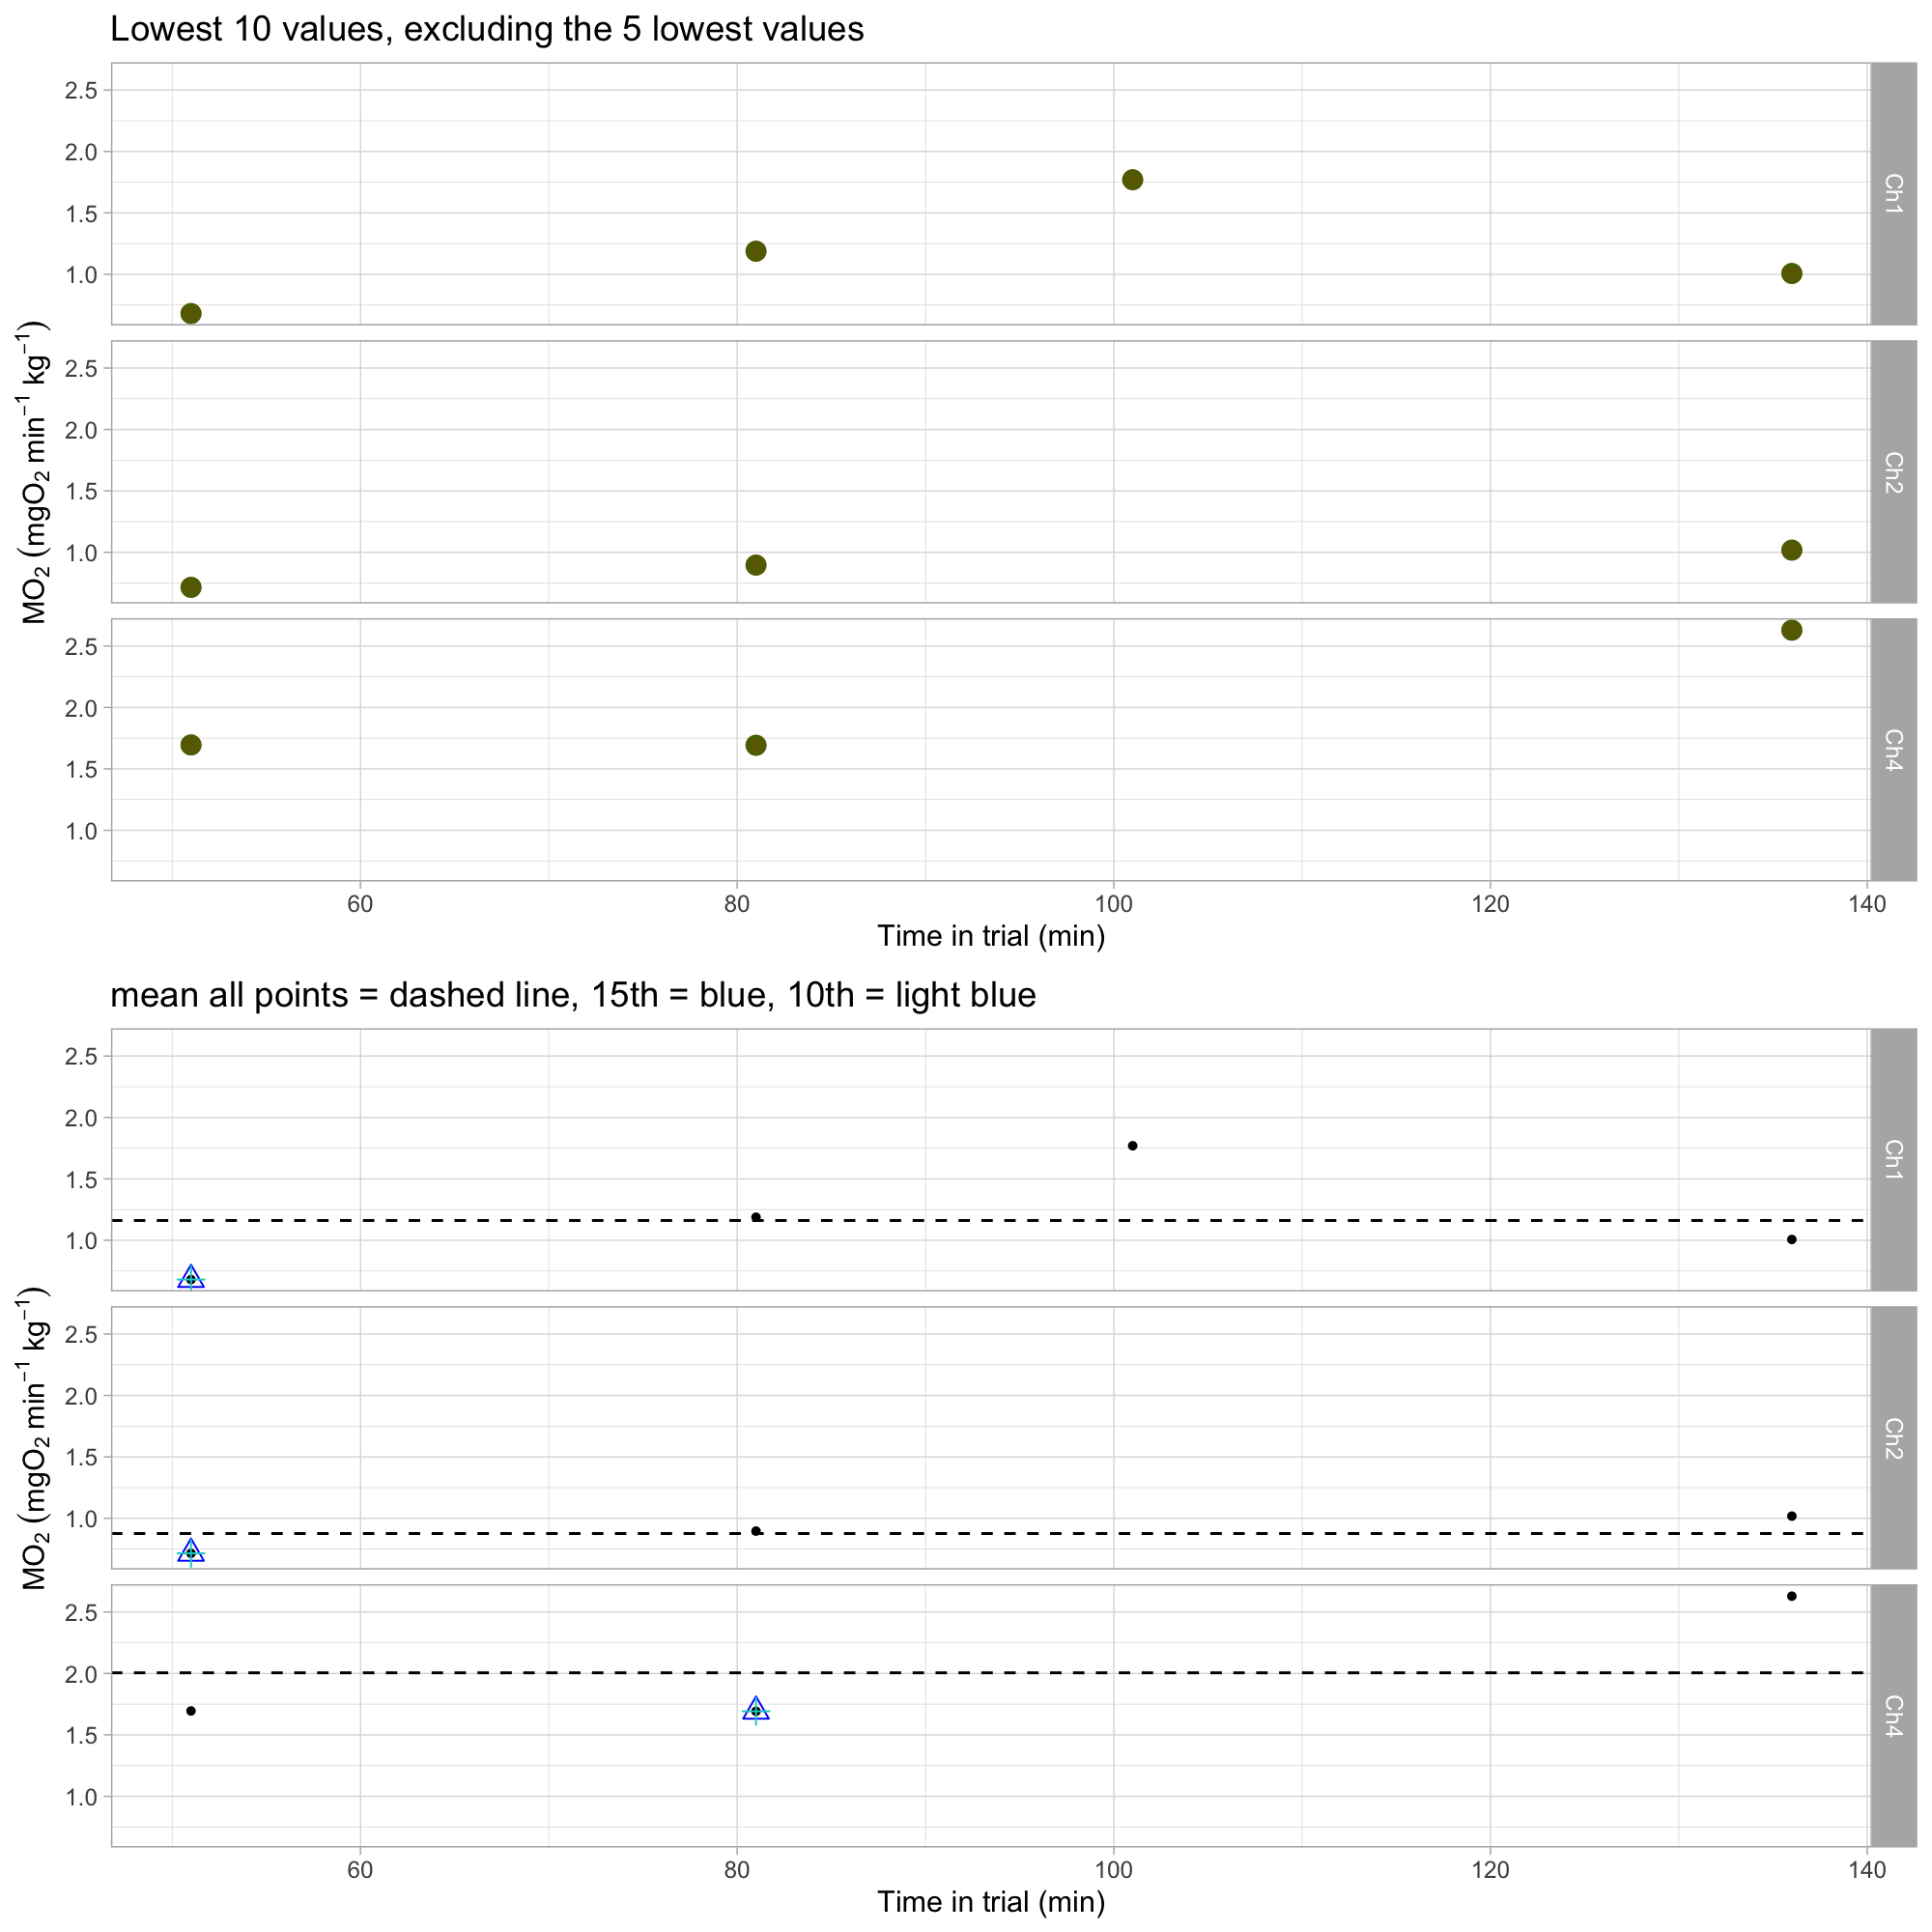 Lowest 10 values, excluding the 5 lowest values
MO₂ (mgO₂ min⁻¹ kg⁻¹)
2.5
2.0
1.5
1.0
Ch1
2.5
2.0
1.5
1.0
Ch2
2.5
2.0
1.5
1.0
Ch4
60 80 100 120 140
Time in trial (min)
mean all points = dashed line, 15th = blue, 10th = light blue
MO₂ (mgO₂ min⁻¹ kg⁻¹)
2.5
2.0
1.5
1.0
Ch1
2.5
2.0
1.5
1.0
Ch2
2.5
2.0
1.5
1.0
Ch4
60 80 100 120 140
Time in trial (min)